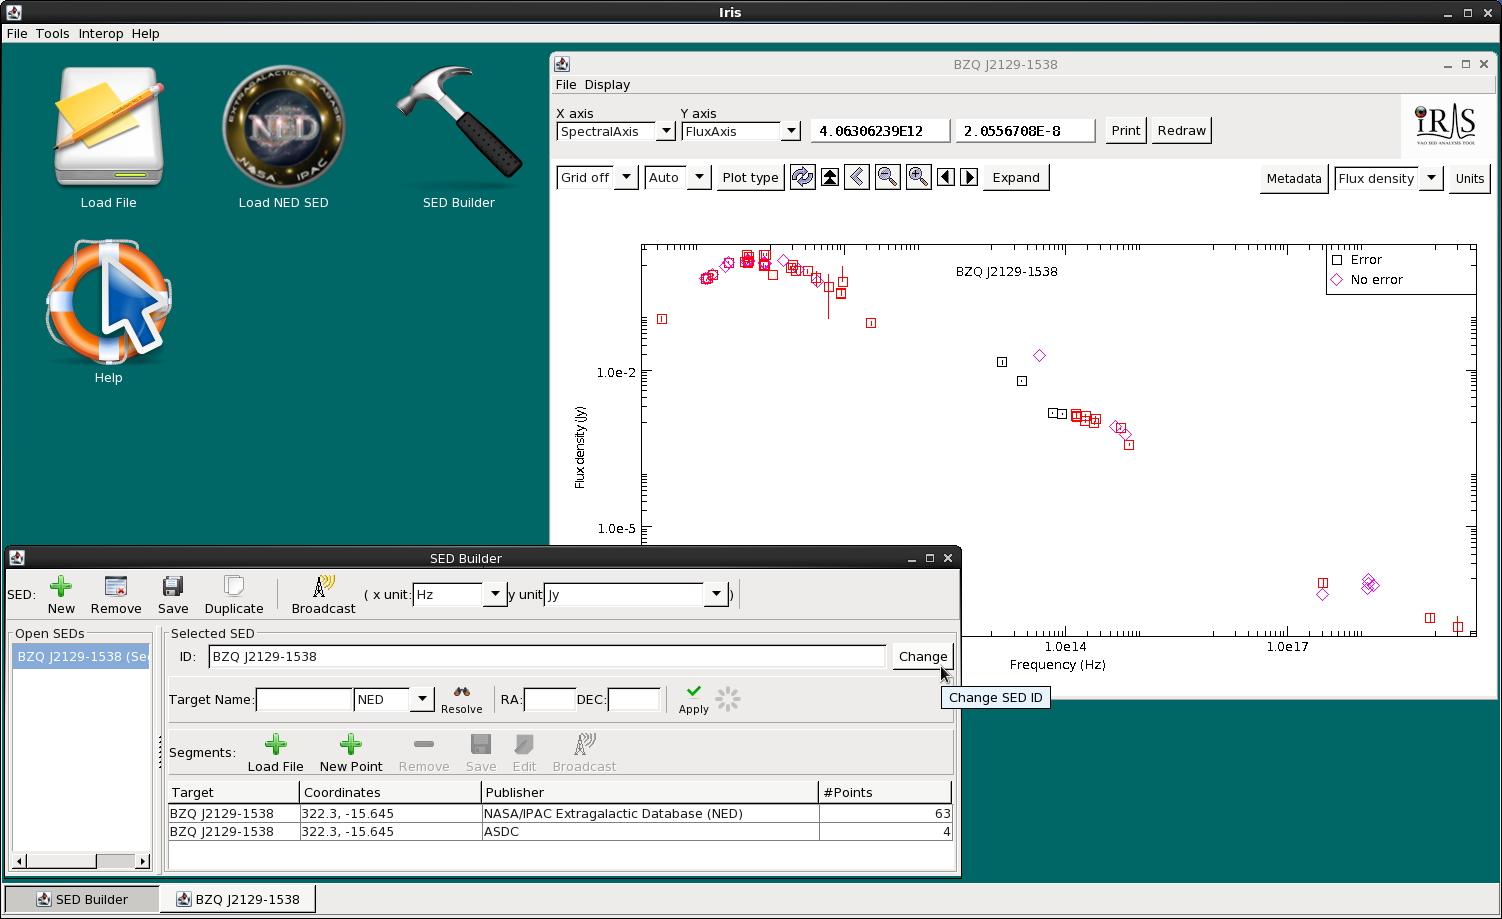 Iris
File Tools Interop Help
Load File
Load NED SED
SED Builder
Help
BZQ J2129-1538
File Display
X axis
Y axis
SpectralAxis
FluxAxis
4.06306239E12
2.0556708E-8
Print
Redraw
IRIS
VAO SED ANALYSIS TOOL
Grid off
Auto
Plot type
Expand
Metadata
Flux density
Units
BZQ J2129-1538
Error
No error
1.0e-2
1.0e-5
Flux density (Jy)
1.0e14
1.0e17
Frequency (Hz)
SED Builder
SED:
New
Remove
Save
Duplicate
Broadcast
( x unit: Hz
y unit Jy )
Open SEDs
BZQ J2129-1538 (Se
Selected SED
ID: BZQ J2129-1538
Change
Change SED ID
Target Name:
NED
Resolve
RA:
DEC:
Apply
Segments:
Load File
New Point
Remove
Save
Edit
Broadcast
Target Coordinates Publisher #Points
BZQ J2129-1538 322.3, -15.645 NASA/IPAC Extragalactic Database (NED) 63
BZQ J2129-1538 322.3, -15.645 ASDC 4
SED Builder
BZQ J2129-1538